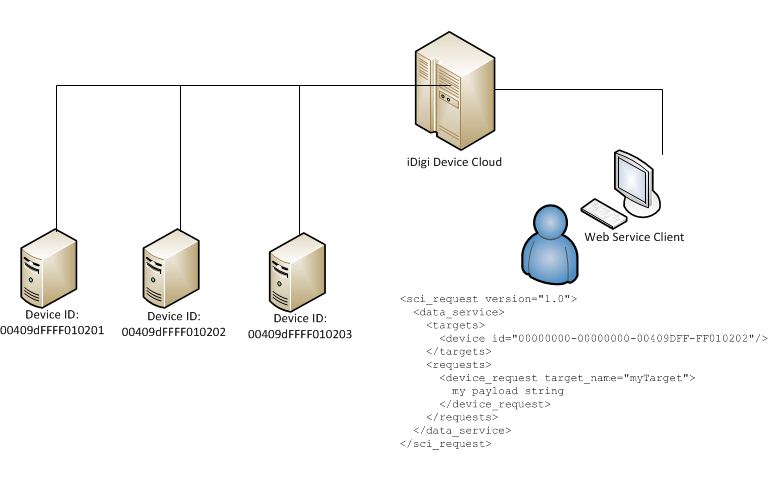 iDigi Device Cloud
Web Service Client
Device ID:
00409dFFFF010201
Device ID:
00409dFFFF010202
Device ID:
00409dFFFF010203
<sci_request version="1.0">
  <data_service>
    <targets>
      <device id="00000000-00000000-00409DFF-FF010202"/>
    </targets>
    <requests>
      <device_request target_name="myTarget">
        my payload string
      </device_request>
    </requests>
  </data_service>
</sci_request>